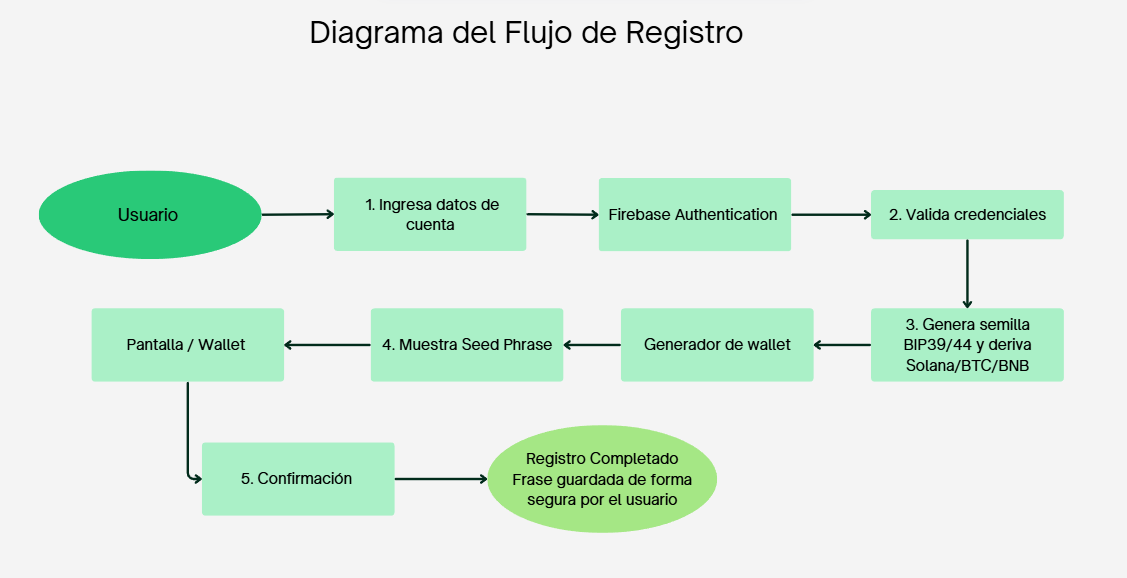 Diagrama del Flujo de Registro
Usuario
1. Ingresa datos de
cuenta
Firebase Authentication
2. Valida credenciales
3. Genera semilla
BIP39/44 y deriva
Solana/BTC/BNB
Generador de wallet
4. Muestra Seed Phrase
Pantalla / Wallet
5. Confirmación
Registro Completado
Frase guardada de forma
segura por el usuario